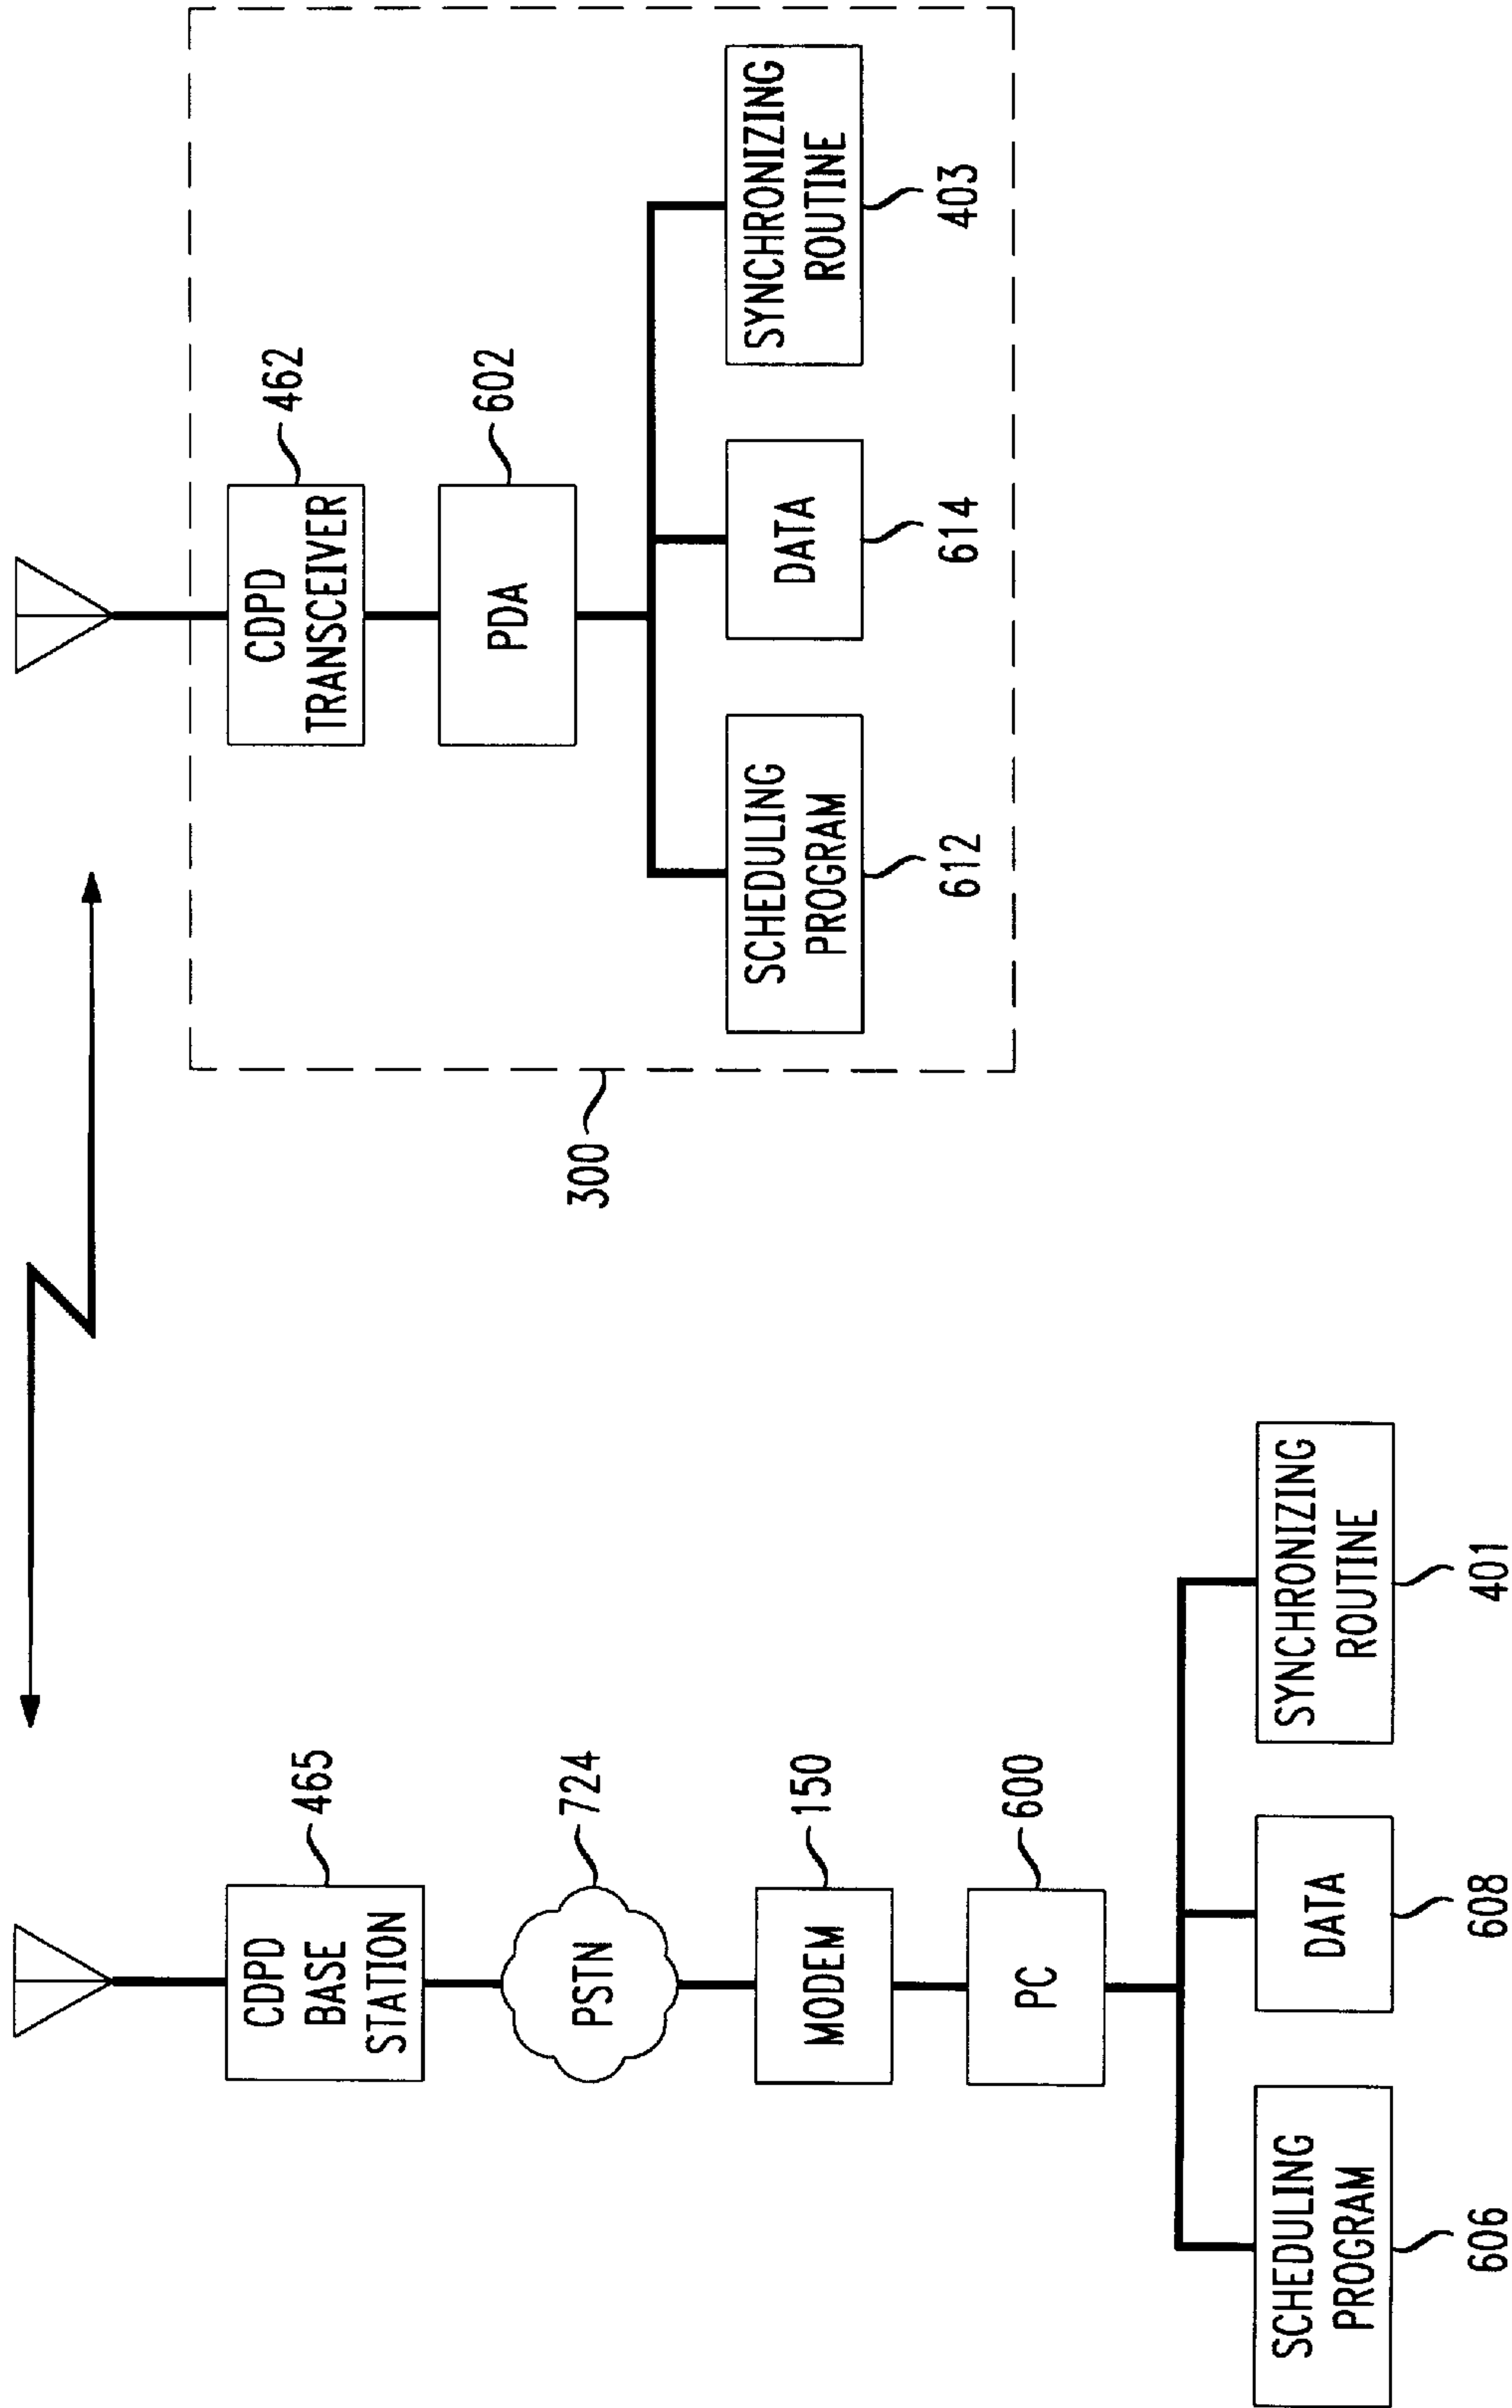 CDPD
BASE
STATION
465
PSTN
724
MODEM
150
PC
600
SCHEDULING
PROGRAM
606
DATA
608
SYNCHRONIZING
ROUTINE
401
300
CDPD
TRANSCEIVER
462
PDA
602
SCHEDULING
PROGRAM
612
DATA
614
SYNCHRONIZING
ROUTINE
403